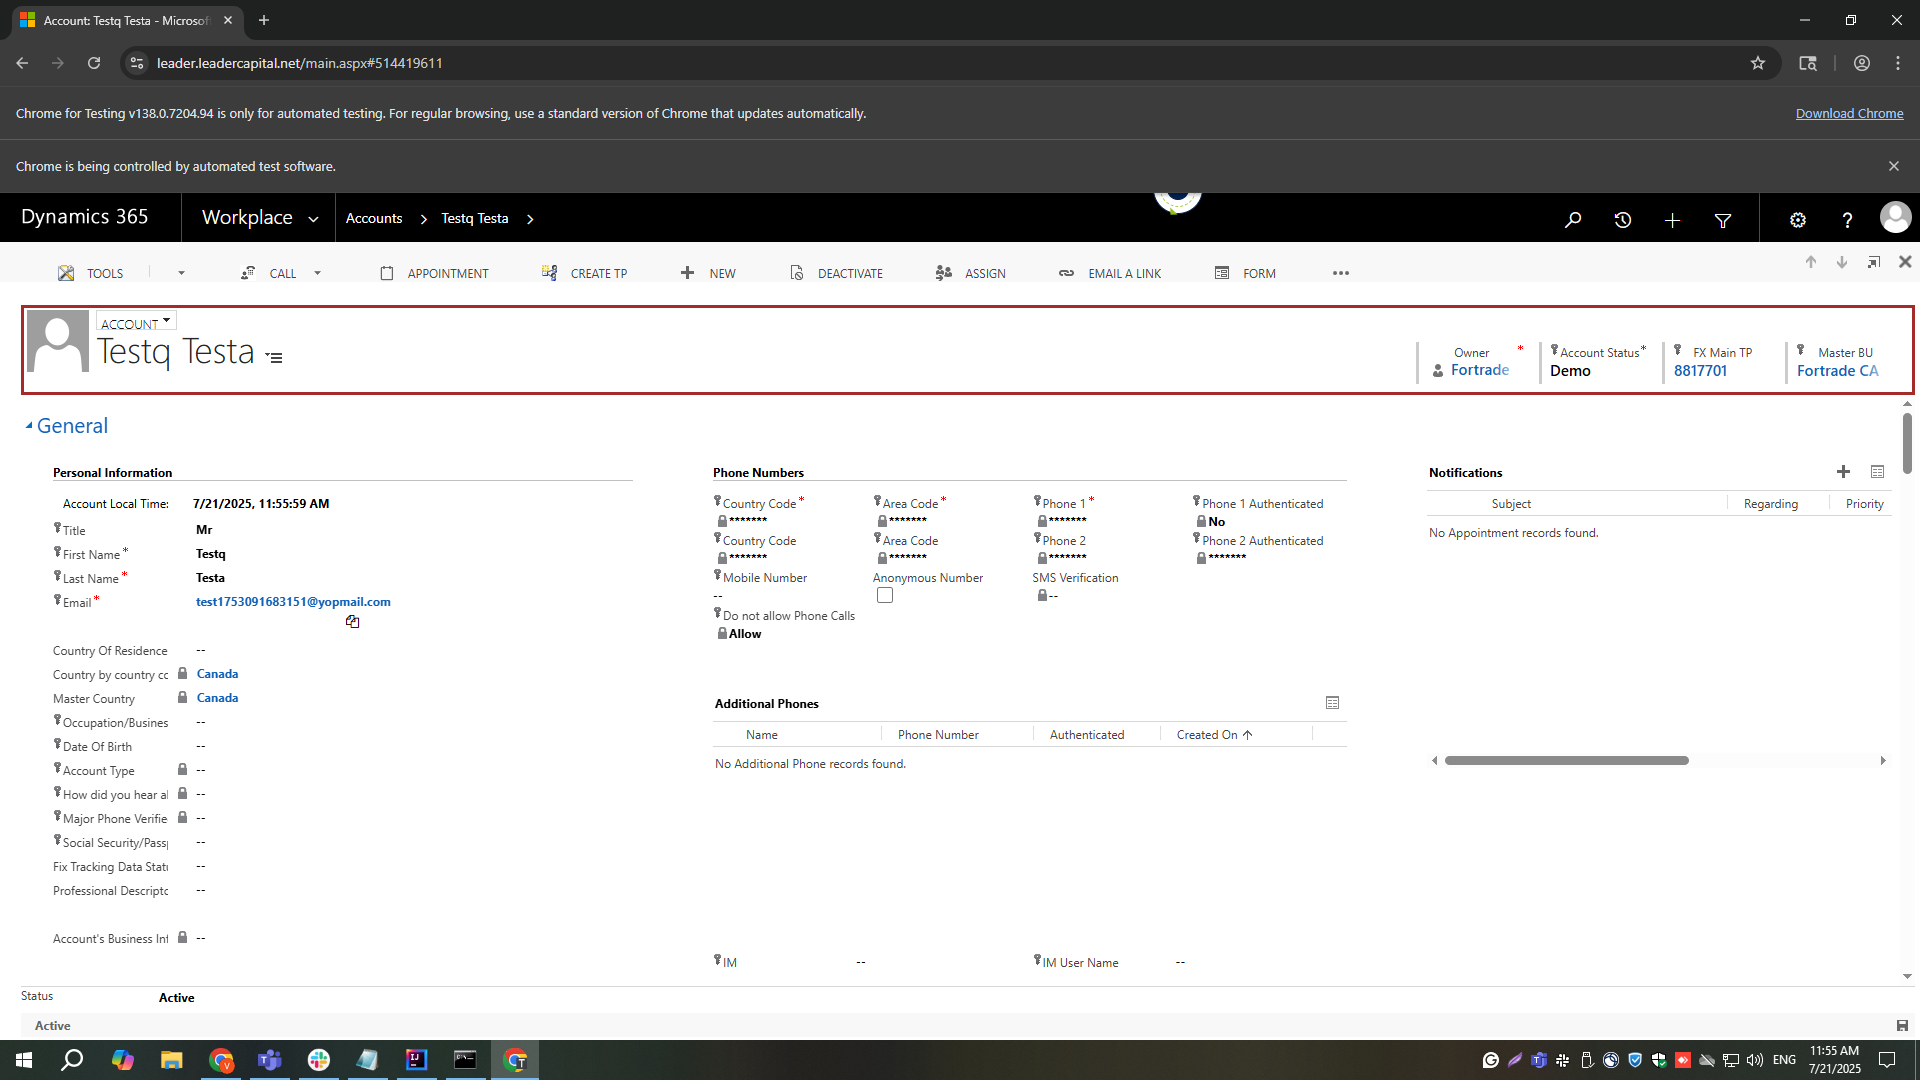 Account: Testq Testa - Microsof
leader.leadercapital.net/main.aspx#514419611
Chrome for Testing v138.0.7204.94 is only for automated testing. For regular browsing, use a standard version of Chrome that updates automatically.
Download Chrome
Chrome is being controlled by automated test software.
Dynamics 365
Workplace
Accounts
Testq Testa
TOOLS
CALL
APPOINTMENT
CREATE TP
NEW
DEACTIVATE
ASSIGN
EMAIL A LINK
FORM
ACCOUNT
Testq Testa
Owner *
Fortrade
Account Status *
Demo
FX Main TP
8817701
Master BU
Fortrade CA
General
Personal Information
Account Local Time:
7/21/2025, 11:55:59 AM
Title
Mr
First Name *
Testq
Last Name *
Testa
Email *
test1753091683151@yopmail.com
Country Of Residence
--
Country by country cc
Canada
Master Country
Canada
Occupation/Busines
--
Date Of Birth
--
Account Type
--
How did you hear al
--
Major Phone Verifie
--
Social Security/Pass
--
Fix Tracking Data Statu
--
Professional Descripto
--
Account's Business Inf
--
Phone Numbers
Country Code *
*******
Area Code *
*******
Phone 1 *
*******
Phone 1 Authenticated
No
Country Code
*******
Area Code
*******
Phone 2
*******
Phone 2 Authenticated
*******
Mobile Number
--
Anonymous Number
SMS Verification
--
Do not allow Phone Calls
Allow
Additional Phones
Name
Phone Number
Authenticated
Created On
No Additional Phone records found.
IM
--
IM User Name
--
Notifications
Subject
Regarding
Priority
No Appointment records found.
Status
Active
Active
ENG
11:55 AM
7/21/2025